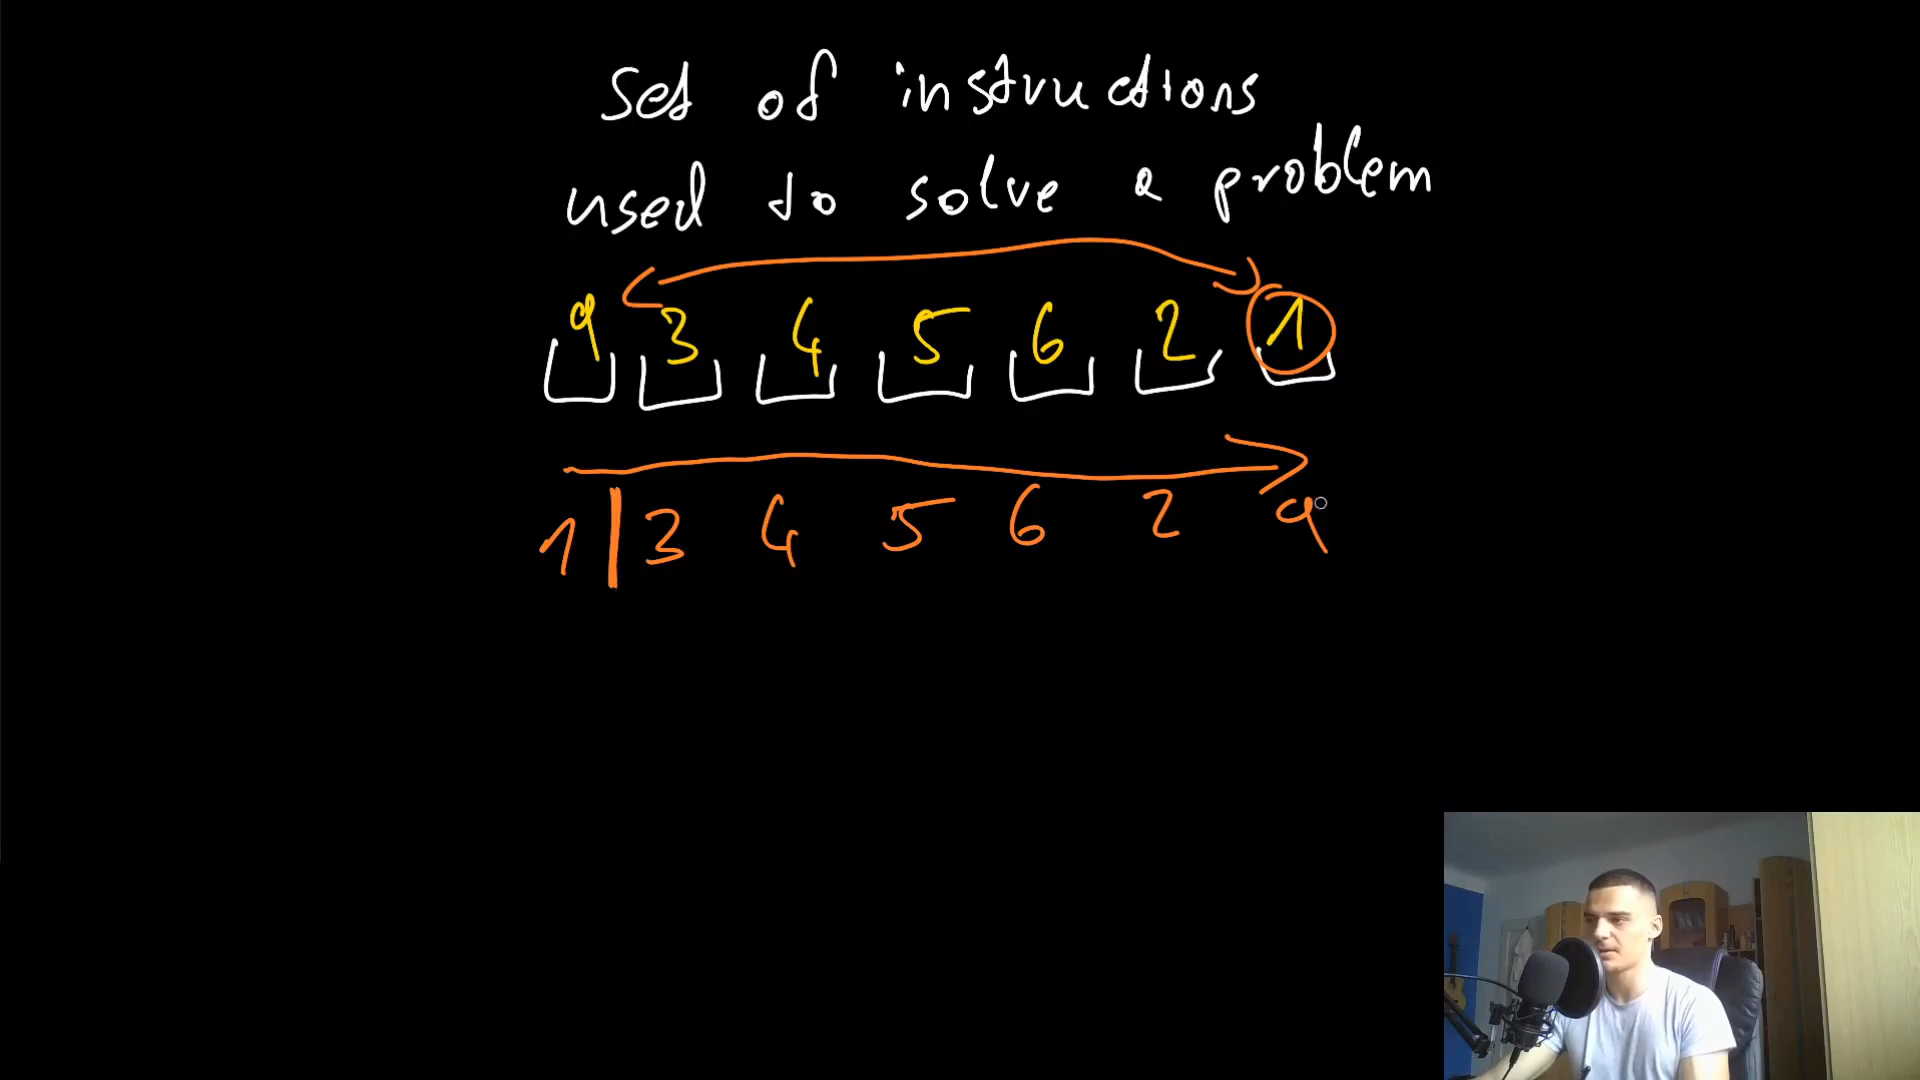 Set of instructions
used to solve a problem
9 3 4 5 6 2 1
1 | 3 4 5 6 2 9